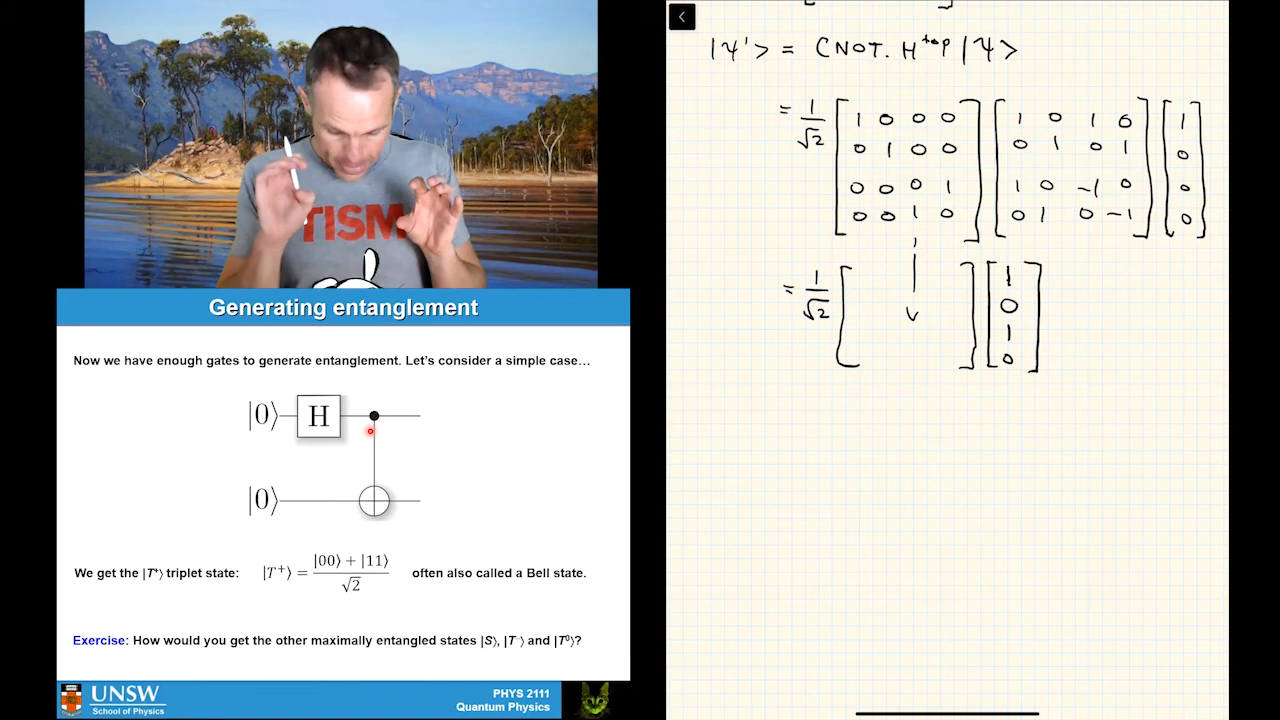 TISM
Generating entanglement
Now we have enough gates to generate entanglement. Let's consider a simple case…
|0⟩ H
|0⟩
We get the |T⁺⟩ triplet state: |T⁺⟩ = |00⟩ + |11⟩ / √2 often also called a Bell state.
Exercise: How would you get the other maximally entangled states |S⟩, |T⁻⟩ and |T⁰⟩?
UNSW
School of Physics
PHYS 2111
Quantum Physics
|ψ'⟩ = CNOT. H^top |ψ⟩
= 1/√2 [ 1 0 0 0 ] [ 1 0 1 0 ] [ 1 ]
[ 0 1 0 0 ] [ 0 1 0 1 ] [ 0 ]
[ 0 0 0 1 ] [ 1 0 -1 0 ] [ 0 ]
[ 0 0 1 0 ] [ 0 1 0 -1 ] [ 0 ]
= 1/√2 [ ↓ ] [ 1 ]
[ 0 ]
[ 1 ]
[ 0 ]